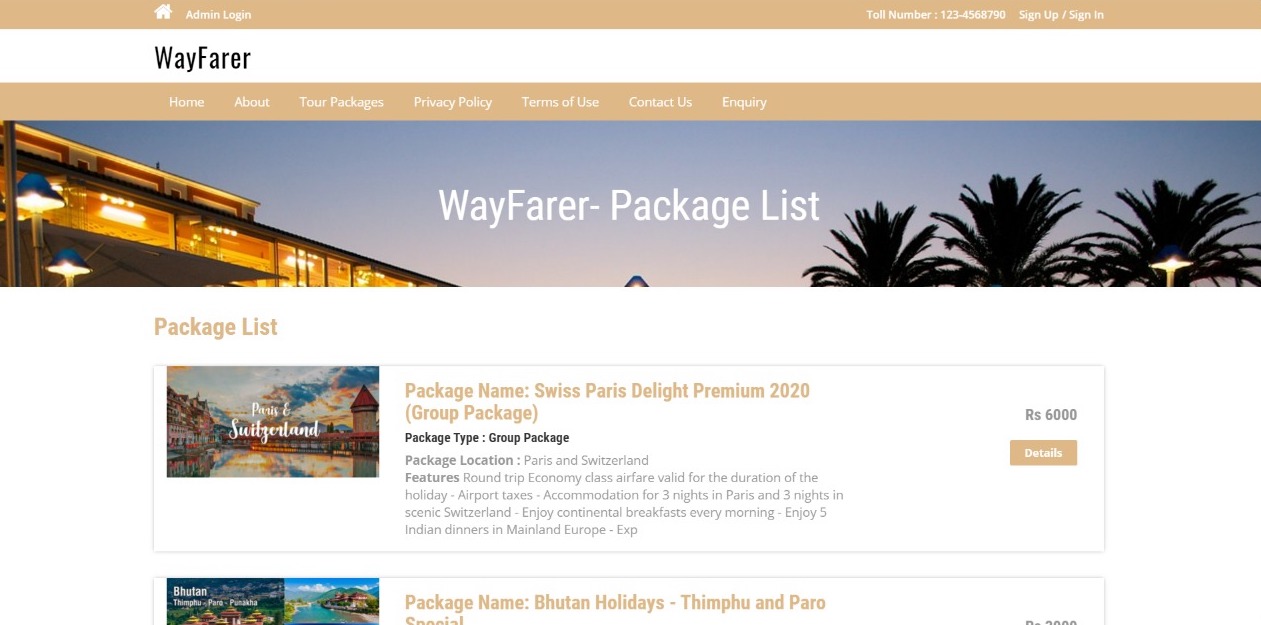 Admin Login
Toll Number : 123-4568790
Sign Up / Sign In
WayFarer
Home About Tour Packages Privacy Policy Terms of Use Contact Us Enquiry
WayFarer- Package List
Package List
Paris &
Switzerland
Package Name: Swiss Paris Delight Premium 2020
(Group Package)
Package Type : Group Package
Package Location : Paris and Switzerland
Features Round trip Economy class airfare valid for the duration of the
holiday - Airport taxes - Accommodation for 3 nights in Paris and 3 nights in
scenic Switzerland - Enjoy continental breakfasts every morning - Enjoy 5
Indian dinners in Mainland Europe - Exp
Rs 6000
Details
Bhutan
Thimphu - Paro - Punakha
Package Name: Bhutan Holidays - Thimphu and Paro
Special
Rs 3000